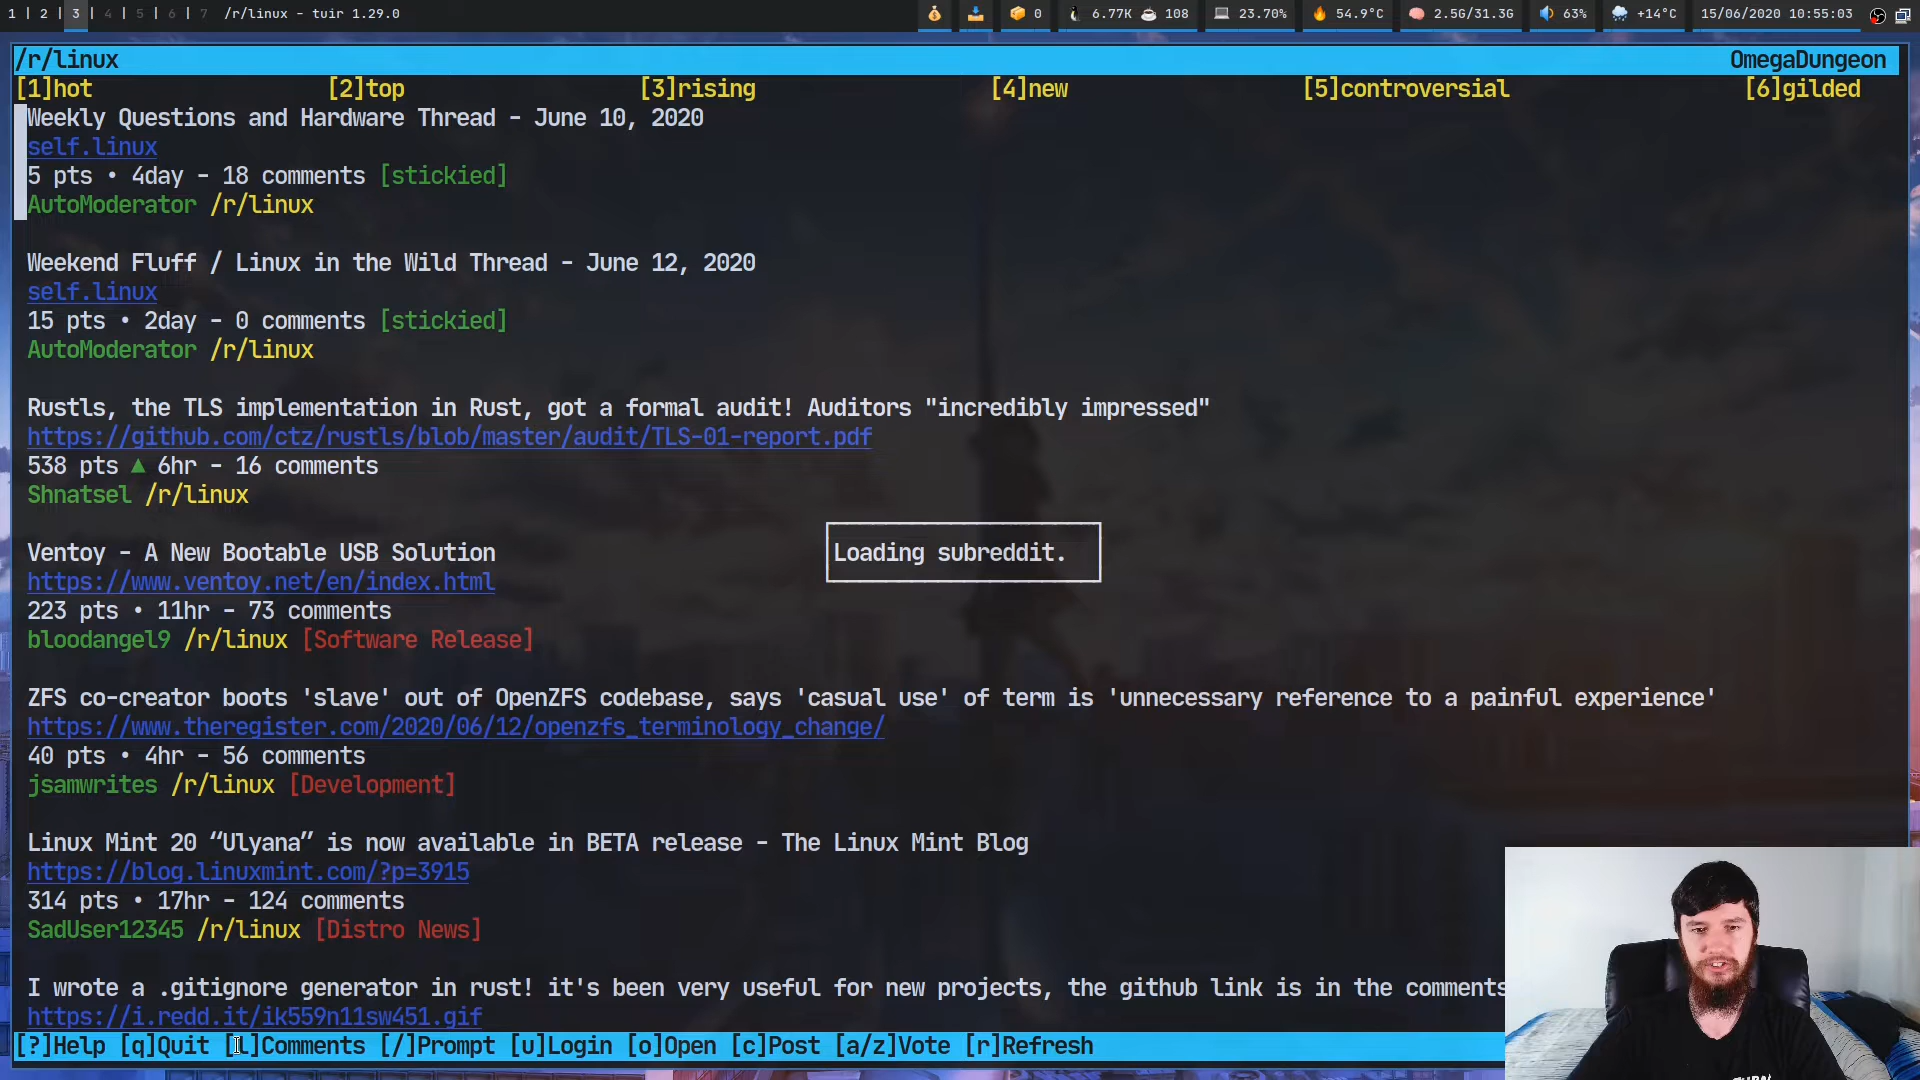 1 | 2 | 3 | 4 | 5 | 6 | 7 /r/linux - tuir 1.29.0 0 6.77K 108 23.70% 54.9°C 2.5G/31.3G 63% +14°C 15/06/2020 10:55:03
/r/linux OmegaDungeon
[1]hot [2]top [3]rising [4]new [5]controversial [6]gilded
Weekly Questions and Hardware Thread - June 10, 2020
self.linux
5 pts • 4day - 18 comments [stickied]
AutoModerator /r/linux
Weekend Fluff / Linux in the Wild Thread - June 12, 2020
self.linux
15 pts • 2day - 0 comments [stickied]
AutoModerator /r/linux
Rustls, the TLS implementation in Rust, got a formal audit! Auditors "incredibly impressed"
https://github.com/ctz/rustls/blob/master/audit/TLS-01-report.pdf
538 pts ▲ 6hr - 16 comments
Shnatsel /r/linux
Loading subreddit.
Ventoy - A New Bootable USB Solution
https://www.ventoy.net/en/index.html
223 pts • 11hr - 73 comments
bloodangel9 /r/linux [Software Release]
ZFS co-creator boots 'slave' out of OpenZFS codebase, says 'casual use' of term is 'unnecessary reference to a painful experience'
https://www.theregister.com/2020/06/12/openzfs_terminology_change/
40 pts • 4hr - 56 comments
jsamwrites /r/linux [Development]
Linux Mint 20 “Ulyana” is now available in BETA release - The Linux Mint Blog
https://blog.linuxmint.com/?p=3915
314 pts • 17hr - 124 comments
SadUser12345 /r/linux [Distro News]
I wrote a .gitignore generator in rust! it's been very useful for new projects, the github link is in the comments
https://i.redd.it/ik559n11sw451.gif
[?]Help [q]Quit [l]Comments [/]Prompt [u]Login [o]Open [c]Post [a/z]Vote [r]Refresh